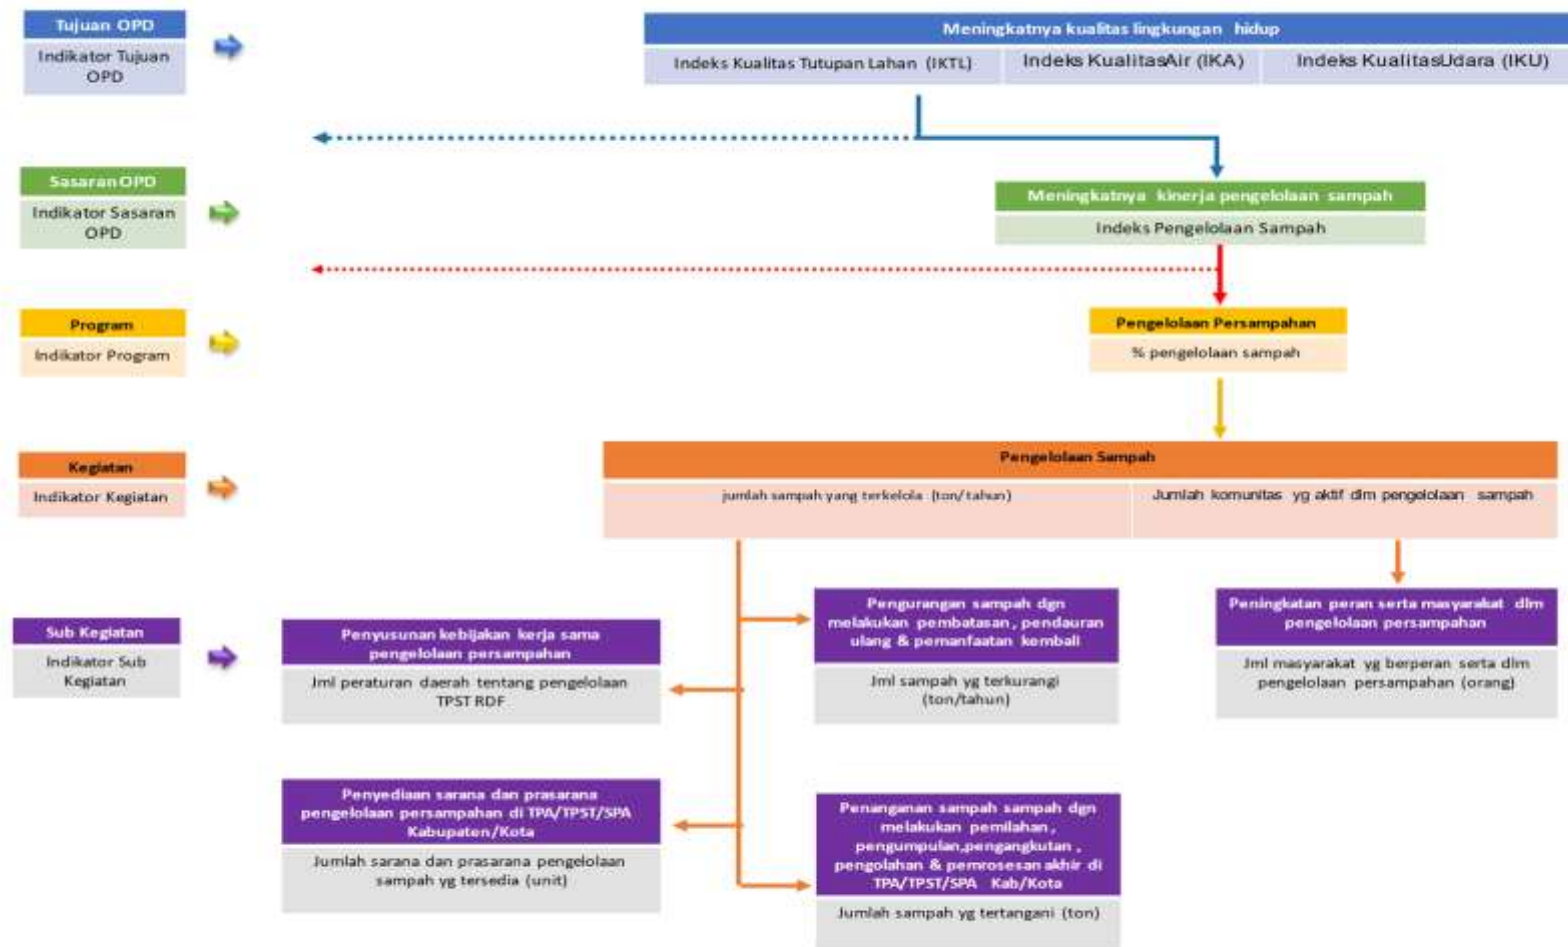 Tujuan OPD
Indikator Tujuan
OPD
Meningkatnya kualitas lingkungan hidup
Indeks Kualitas Tutupan Lahan (IKTL)
Indeks KualitasAir (IKA)
Indeks KualitasUdara (IKU)
Sasaran OPD
Indikator Sasaran
OPD
Meningkatnya kinerja pengelolaan sampah
Indeks Pengelolaan Sampah
Program
Indikator Program
Pengelolaan Persampahan
% pengelolaan sampah
Kegiatan
Indikator Kegiatan
Pengelolaan Sampah
jumlah sampah yang terkelola (ton/tahun)
Jumlah komunitas yg aktif dlm pengelolaan sampah
Sub Kegiatan
Indikator Sub
Kegiatan
Penyusunan kebijakan kerja sama
pengelolaan persampahan
Jml peraturan daerah tentang pengelolaan
TPST RDF
Pengurangan sampah dgn
melakukan pembatasan, pendauran
ulang & pemanfaatan kembali
Jml sampah yg terkurangi
(ton/tahun)
Peningkatan peran serta masyarakat dlm
pengelolaan persampahan
Jml masyarakat yg berperan serta dlm
pengelolaan persampahan (orang)
Penyediaan sarana dan prasarana
pengelolaan persampahan di TPA/TPST/SPA
Kabupaten/Kota
Jumlah sarana dan prasarana pengelolaan
sampah yg tersedia (unit)
Penanganan sampah sampah dgn
melakukan pemilahan,
pengumpulan,pengangkutan,
pengolahan & pemrosesan akhir di
TPA/TPST/SPA Kab/Kota
Jumlah sampah yg tertangani (ton)